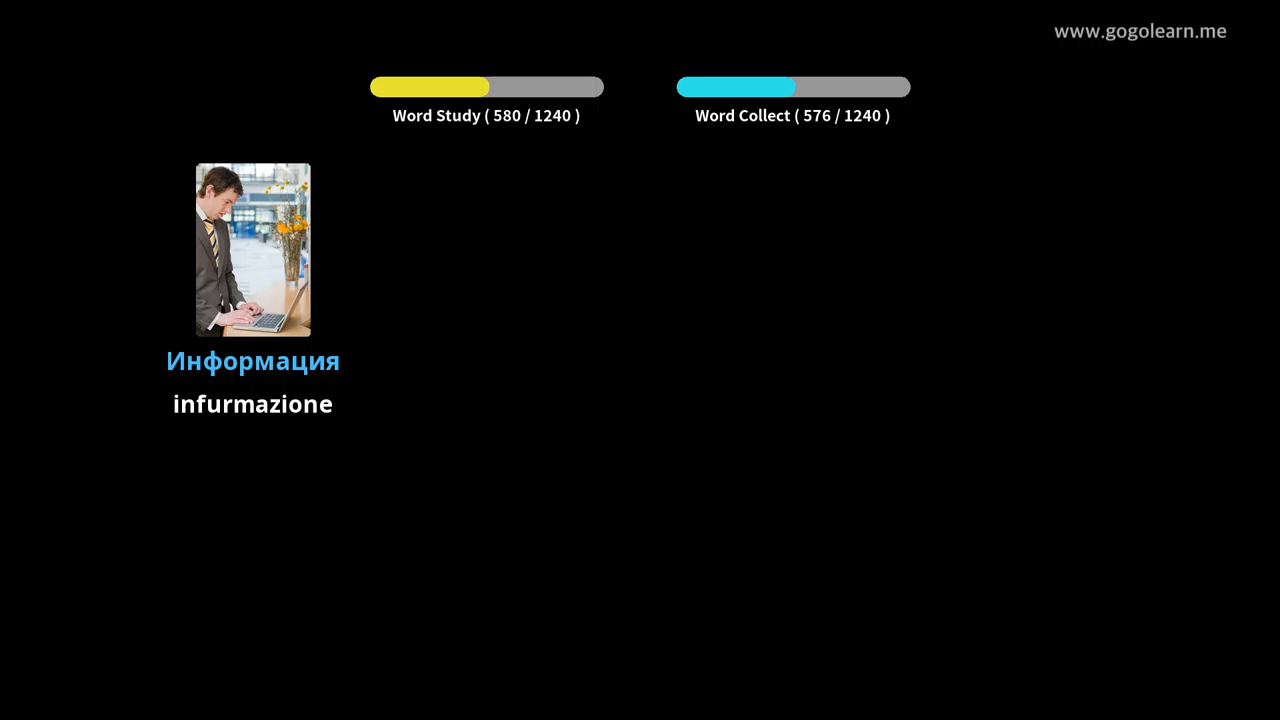 www.gogolearn.me
Word Study ( 580 / 1240 )
Word Collect ( 576 / 1240 )
Информация
infurmazione